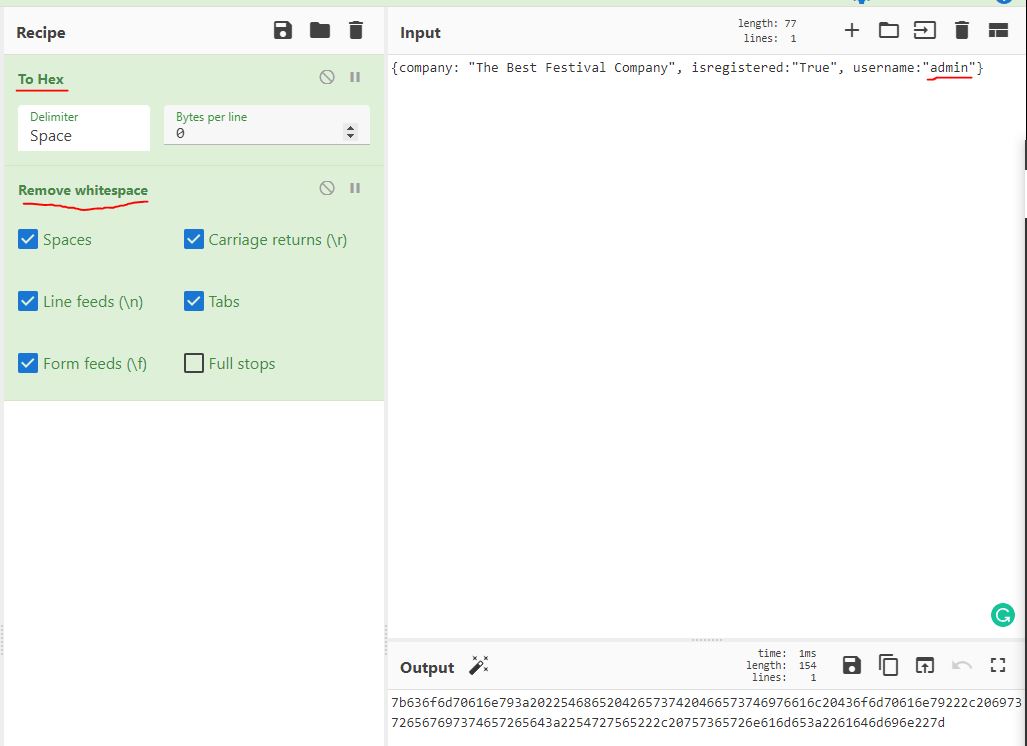 Recipe
To Hex
Delimiter
Space
Bytes per line
0
Remove whitespace
Spaces
Carriage returns (\r)
Line feeds (\n)
Tabs
Form feeds (\f)
Full stops
Input
length: 77
lines: 1
{company: "The Best Festival Company", isregistered:"True", username:"admin"}
Output
time: 1ms
length: 154
lines: 1
7b636f6d70616e793a2022546865204265737420466573746976616c20436f6d70616e79222c206973
726567697374657265643a2254727565222c20757365726e616d653a2261646d696e227d